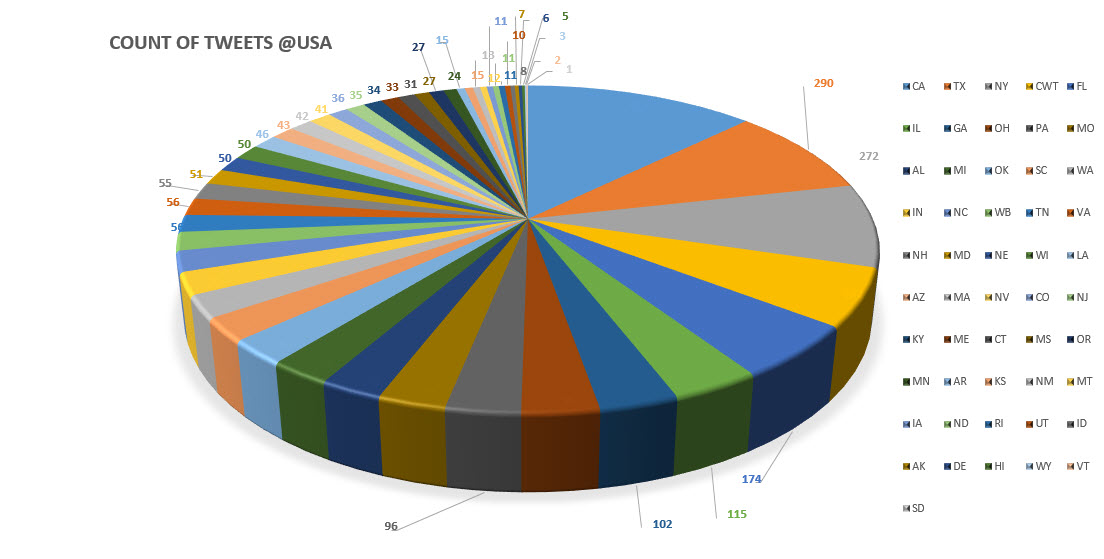 COUNT OF TWEETS @USA
7 6 5
11
10 3
27 15
13 11 2
24 15 12 11 8 1
34 33 31 27
36 35
43 42 41
46
50
50
51
55
56
290
272
174
115
102
96
CA TX NY CWT FL
IL GA OH PA MO
AL MI OK SC WA
IN NC WB TN VA
NH MD NE WI LA
AZ MA NV CO NJ
KY ME CT MS OR
MN AR KS NM MT
IA ND RI UT ID
AK DE HI WY VT
SD